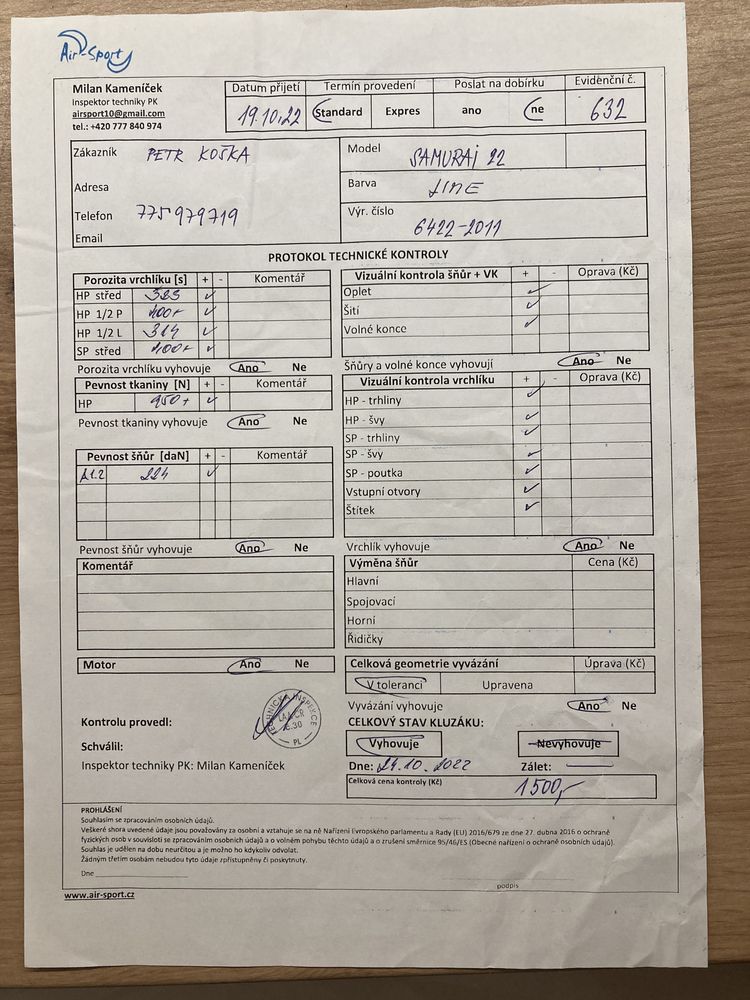 Air-Sport
Milan Kameníček
Inspektor techniky PK
airsport10@gmail.com
tel.: +420 777 840 974
Datum přijetí Termín provedení Poslat na dobírku Evidenční č.
19.10.22 Standard Expres ano ne 632
Zákazník PETR KOŠKA
Adresa
Telefon 775979719
Email
Model SAMURAI 22
Barva LIME
Výr. číslo 6422-2011
PROTOKOL TECHNICKÉ KONTROLY
Porozita vrchlíku [s] + - Komentář
HP střed 323
HP 1/2 P 400+
HP 1/2 L 314
SP střed 400+
Porozita vrchlíku vyhovuje Ano Ne
Pevnost tkaniny [N] + - Komentář
HP 950+
Pevnost tkaniny vyhovuje Ano Ne
Pevnost šňůr [daN] + - Komentář
A1.2 224
Pevnost šňůr vyhovuje Ano Ne
Komentář
Motor Ano Ne
Vizuální kontrola šňůr + VK + - Oprava (Kč)
Oplet
Šití
Volné konce
Šňůry a volné konce vyhovují Ano Ne
Vizuální kontrola vrchlíku + - Oprava (Kč)
HP - trhliny
HP - švy
SP - trhliny
SP - švy
SP - poutka
Vstupní otvory
Štítek
Vrchlík vyhovuje Ano Ne
Výměna šňůr Cena (Kč)
Hlavní
Spojovací
Horní
Řidičky
Celková geometrie vyvázání Úprava (Kč)
V toleranci Upravena
Vyvázání vyhovuje Ano Ne
Kontrolu provedl:
TECHNICKÁ INSPEKCE
LAA ČR
PL
Schválil:
Inspektor techniky PK: Milan Kameníček
CELKOVÝ STAV KLUZÁKU:
Vyhovuje Nevyhovuje
Dne: 24.10.2022 Zálet:
Celková cena kontroly (Kč) 1500,-
PROHLÁŠENÍ
Souhlasím se zpracováním osobních údajů.
Veškeré shora uvedené údaje jsou považovány za osobní a vztahuje se na ně Nařízení Evropského parlamentu a Rady (EU) 2016/679 ze dne 27. dubna 2016 o ochraně
fyzických osob v souvislosti se zpracováním osobních údajů a o volném pohybu těchto údajů a o zrušení směrnice 95/46/ES (Obecné nařízení o ochraně osobních údajů).
Souhlas je udělen na dobu neurčitou a je možno ho kdykoliv odvolat.
Žádným třetím osobám nebudou tyto údaje zpřístupněny či poskytnuty.
Dne
podpis
www.air-sport.cz